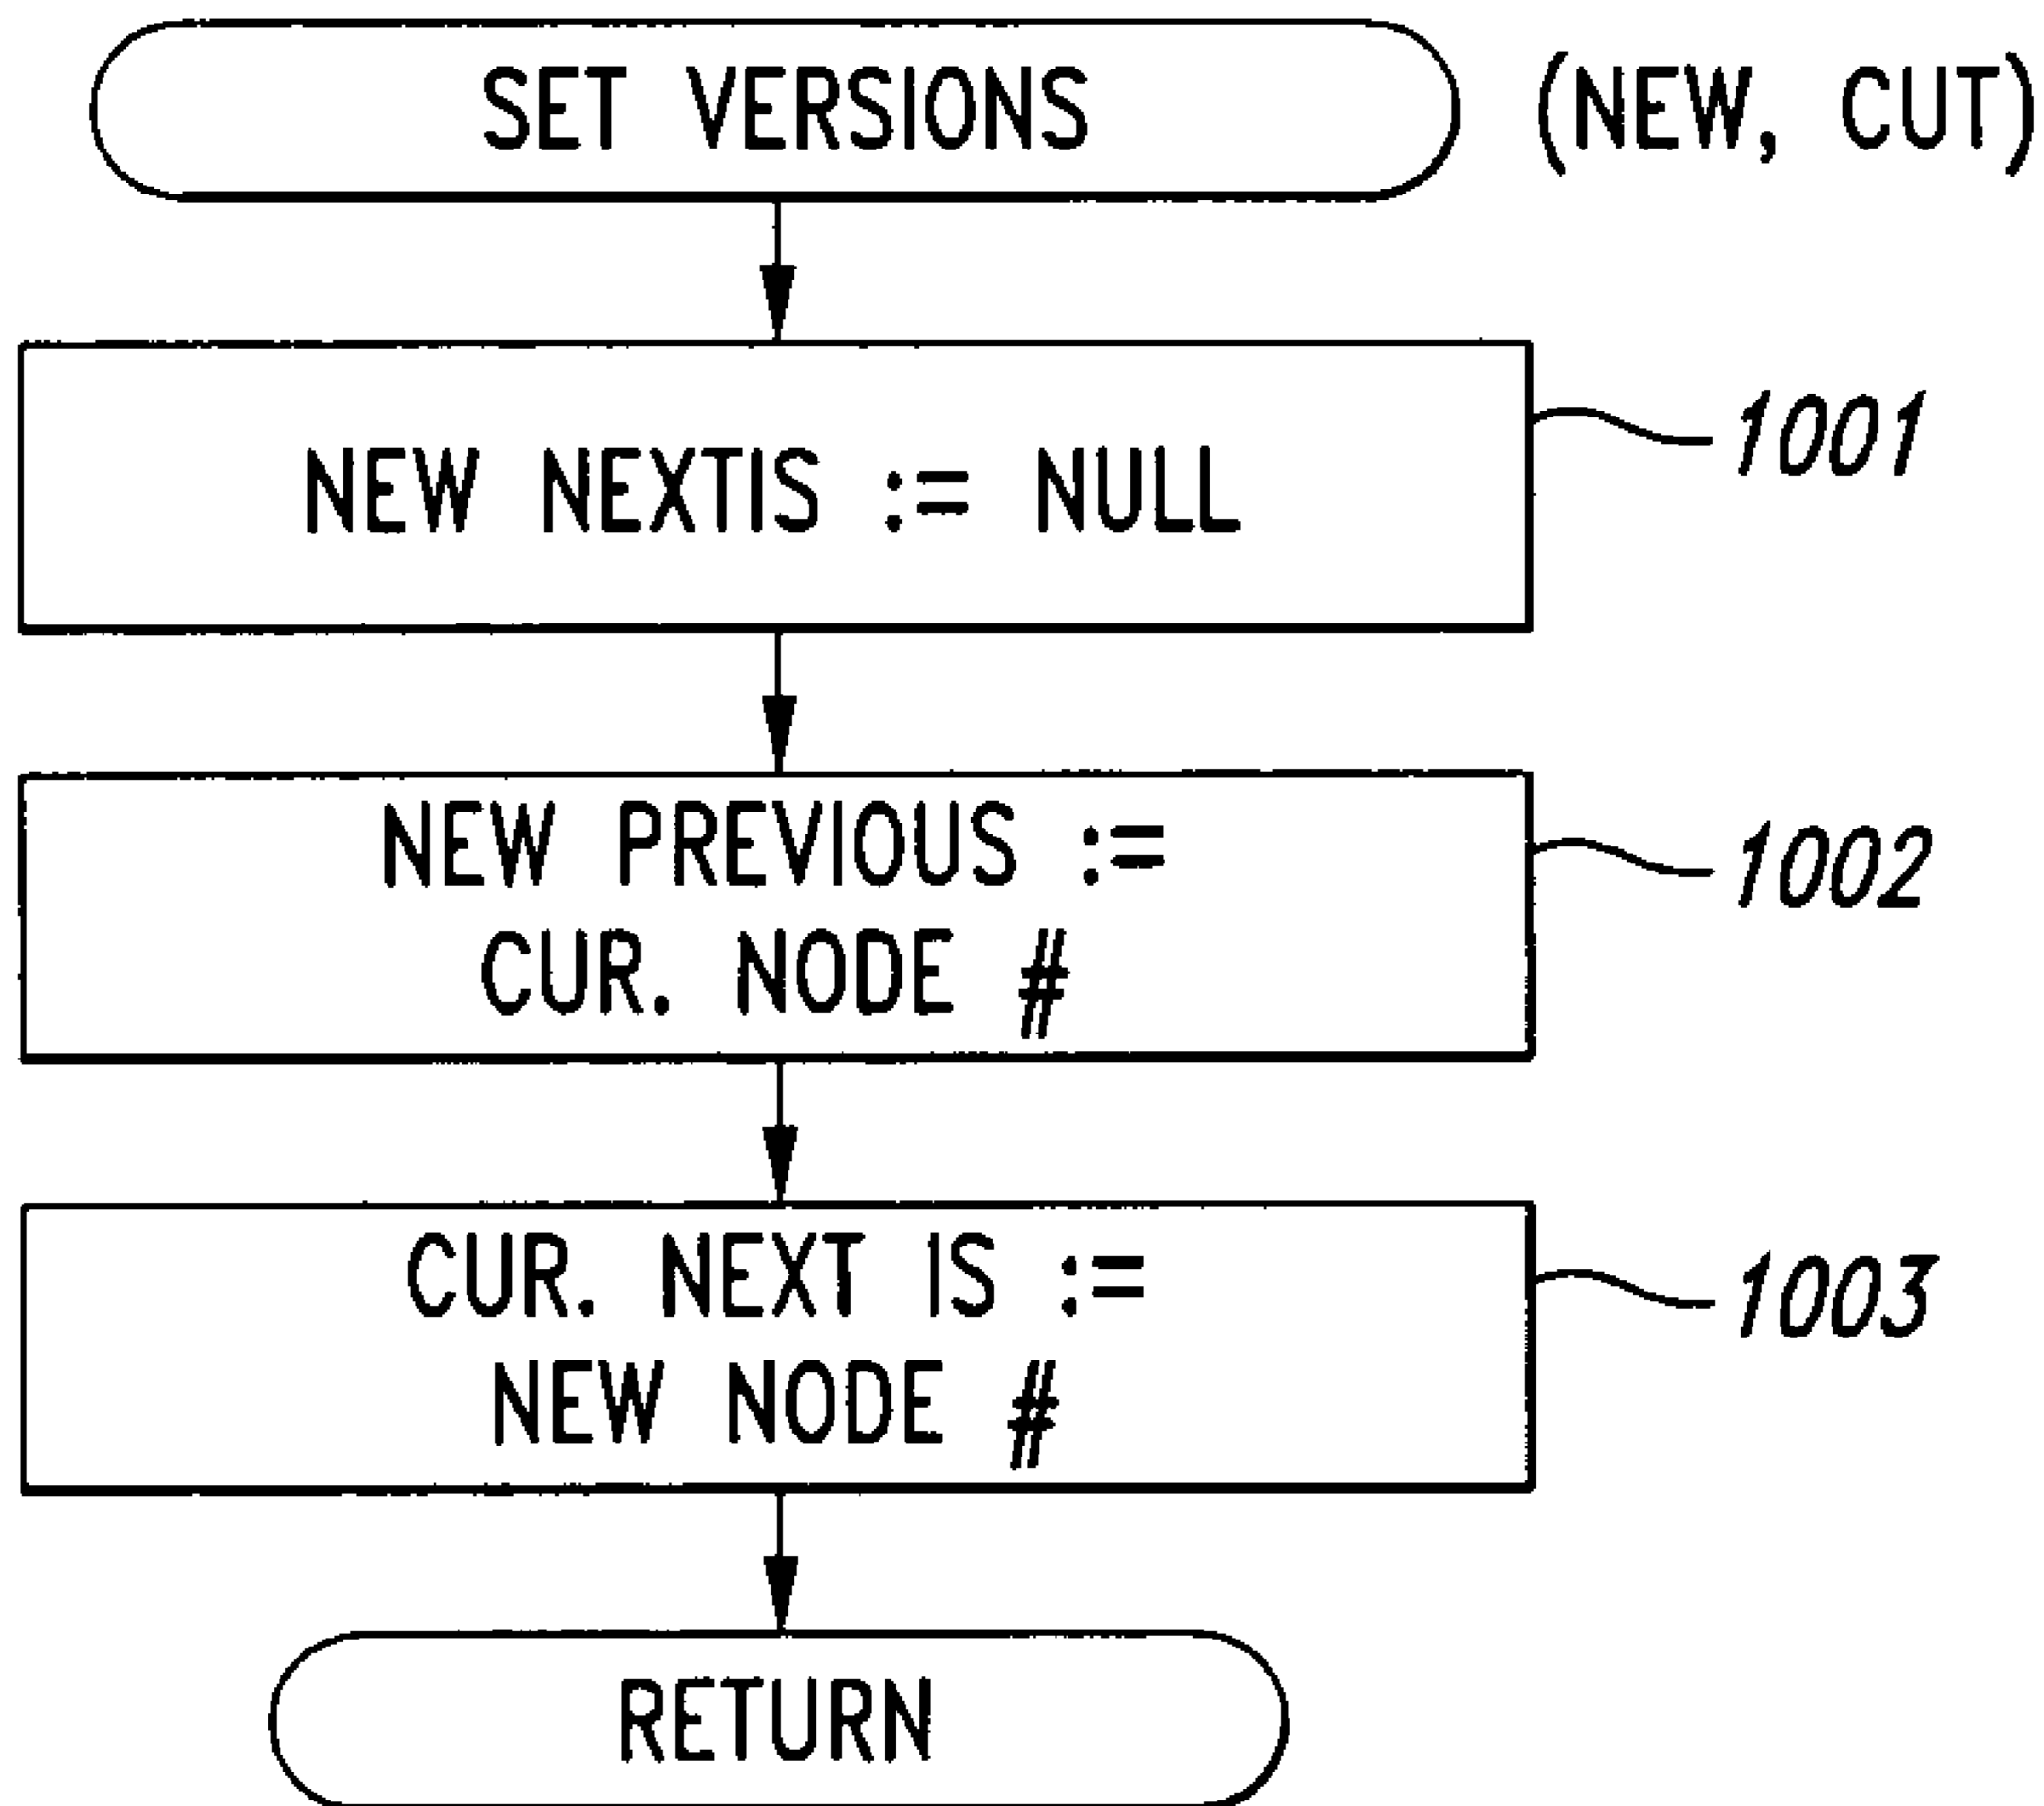 SET VERSIONS (NEW, CUT)
NEW NEXTIS := NULL
1001
NEW PREVIOUS :=
CUR. NODE #
1002
CUR. NEXT IS :=
NEW NODE #
1003
RETURN